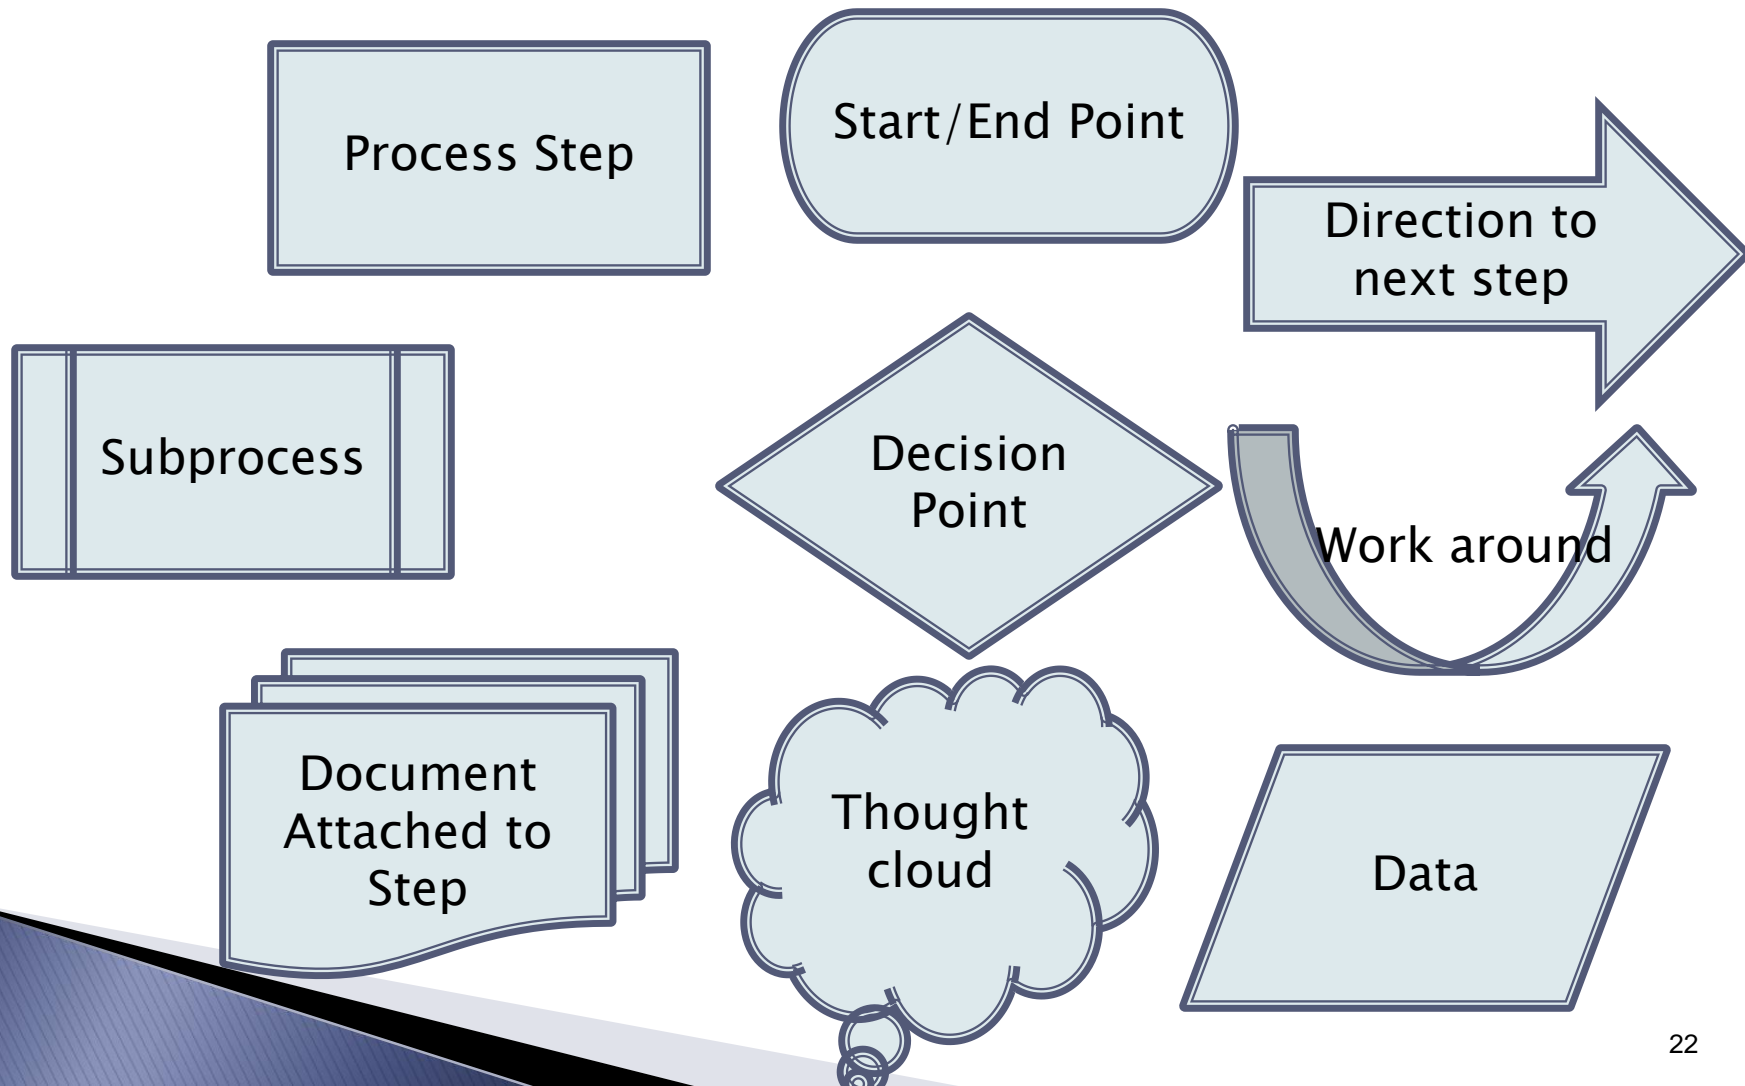 Process Step
Start/End Point
Direction to
next step
Subprocess
Decision
Point
Work around
Document
Attached to
Step
Thought
cloud
Data
22